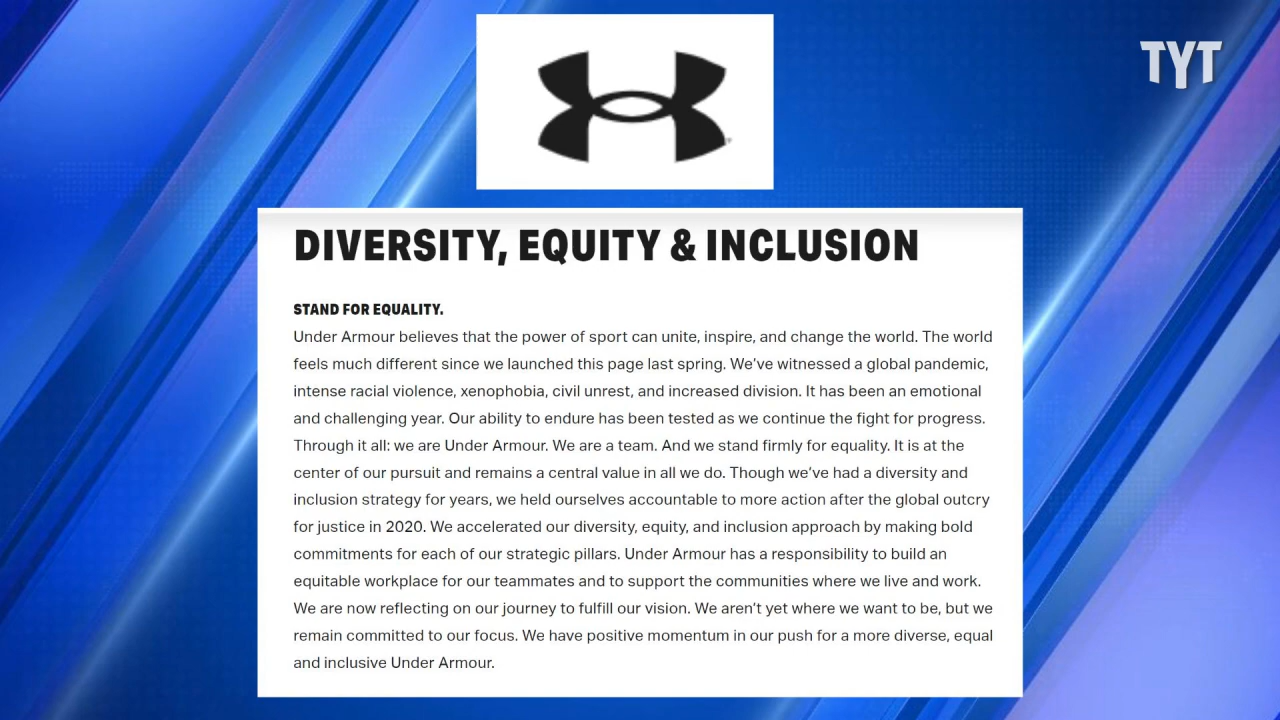 TYT
DIVERSITY, EQUITY & INCLUSION
STAND FOR EQUALITY.
Under Armour believes that the power of sport can unite, inspire, and change the world. The world
feels much different since we launched this page last spring. We've witnessed a global pandemic,
intense racial violence, xenophobia, civil unrest, and increased division. It has been an emotional
and challenging year. Our ability to endure has been tested as we continue the fight for progress.
Through it all: we are Under Armour. We are a team. And we stand firmly for equality. It is at the
center of our pursuit and remains a central value in all we do. Though we've had a diversity and
inclusion strategy for years, we held ourselves accountable to more action after the global outcry
for justice in 2020. We accelerated our diversity, equity, and inclusion approach by making bold
commitments for each of our strategic pillars. Under Armour has a responsibility to build an
equitable workplace for our teammates and to support the communities where we live and work.
We are now reflecting on our journey to fulfill our vision. We aren't yet where we want to be, but we
remain committed to our focus. We have positive momentum in our push for a more diverse, equal
and inclusive Under Armour.